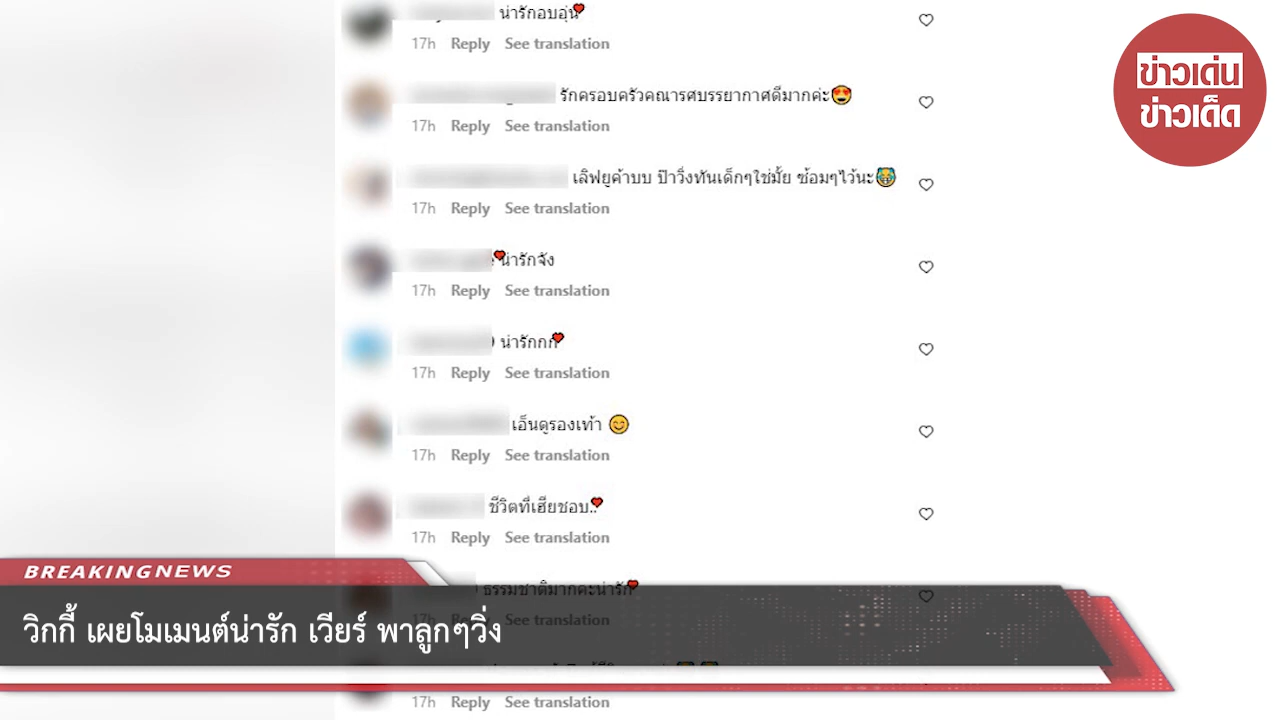 น่ารักอบอุ่น
17h Reply See translation
ข่าวเด่น
ข่าวเด็ด
รักครอบครัวคณารศบรรยากาศดีมากค่ะ😍
17h Reply See translation
เลิฟยูค้าบบ ป๊าวิ่งทันเด็กๆใช่มั้ย ซ้อมๆไว้นะ😹
17h Reply See translation
❤น่ารักจัง
17h Reply See translation
น่ารักกก❤
17h Reply See translation
เอ็นดูรองเท้า 😊
17h Reply See translation
ชีวิตที่เฮียชอบ..❤
17h Reply See translation
BREAKINGNEWS
ธรรมชาติมากคะน่ารัก❤
17h Reply See translation
วิกกี้ เผยโมเมนต์น่ารัก เวียร์ พาลูกๆวิ่ง
17h Reply See translation